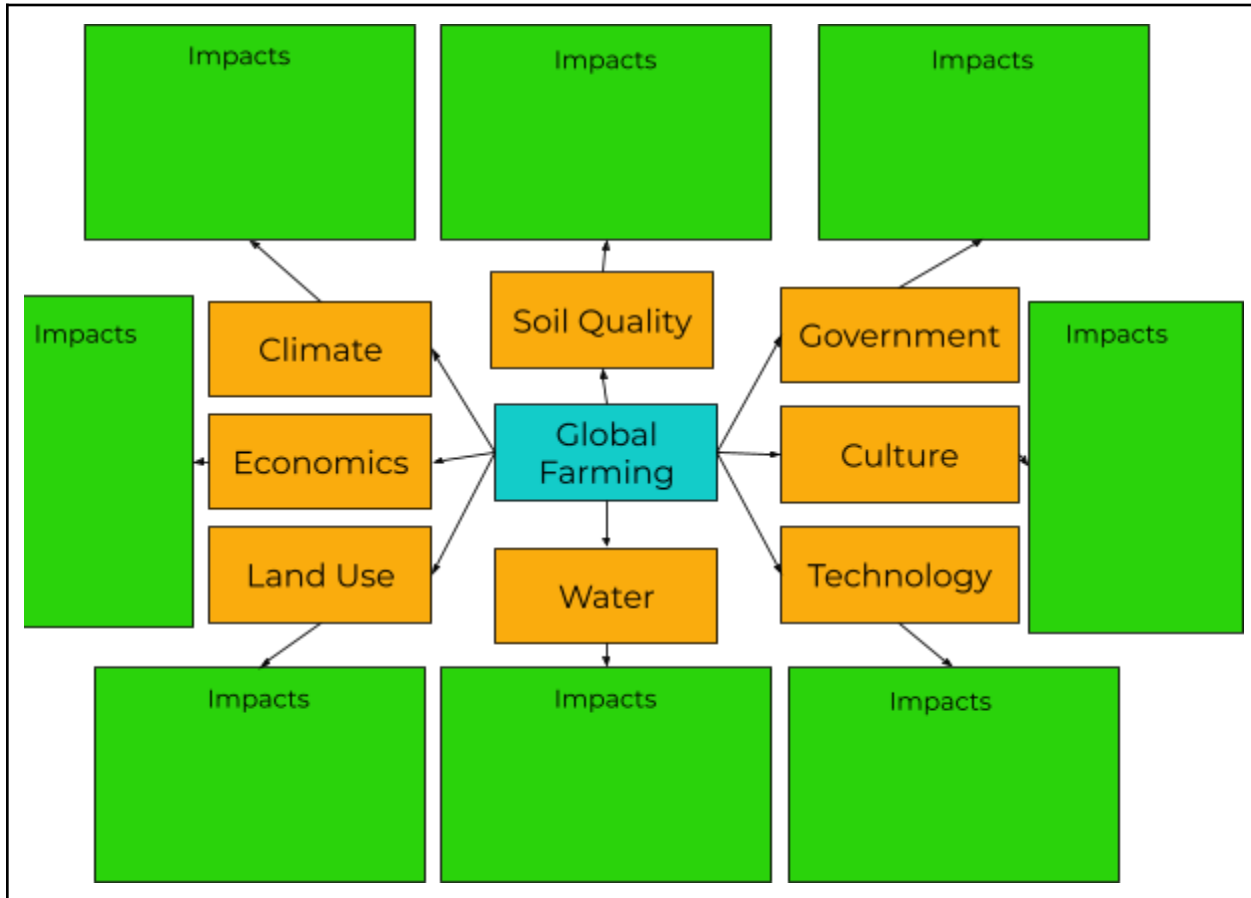 Impacts
Impacts
Impacts
Impacts
Climate
Soil Quality
Government
Impacts
Economics
Global
Farming
Culture
Land Use
Water
Technology
Impacts
Impacts
Impacts